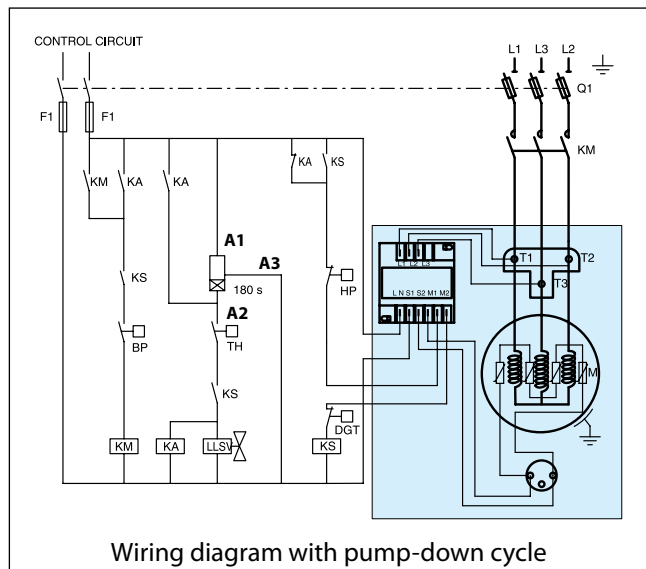 CONTROL CIRCUIT
L1 L3 L2
Q1
F1 F1
KM
KM KA KA KA KS
A1
A3
180 s
A2
KS
BP
TH
HP
KS
DGT
KM KA LLSV KS
L1 L2 L3
L N S1 S2 M1 M2
T1 T2
T3
M
Wiring diagram with pump-down cycle